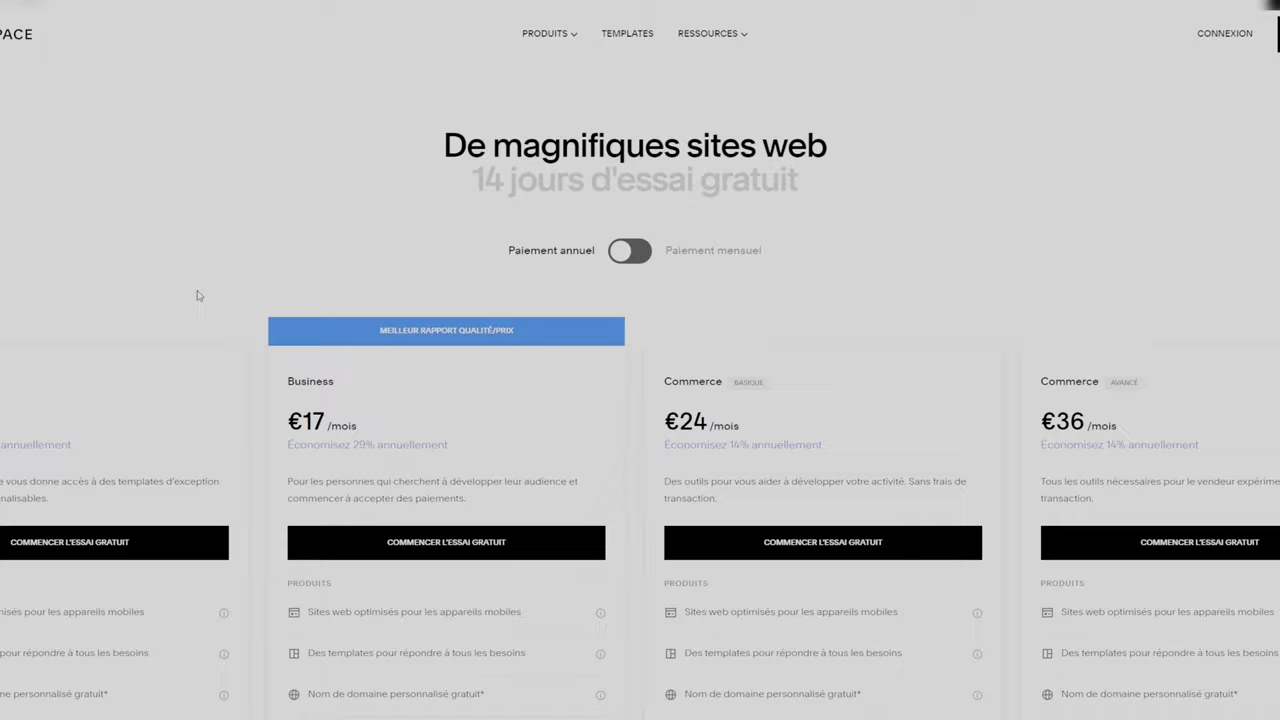 PACE
PRODUITS
TEMPLATES
RESSOURCES
CONNEXION
De magnifiques sites web
14 jours d'essai gratuit
Paiement annuel
Paiement mensuel
MEILLEUR RAPPORT QUALITÉ/PRIX
annuellement
vous donne accès à des templates d'exception
COMMENCER L'ESSAI GRATUIT
pour les appareils mobiles
pour répondre à tous les besoins
personnalisé gratuit*
Business
€17 /mois
Économisez 29% annuellement
Pour les personnes qui cherchent à développer leur audience et
commencer à accepter des paiements.
COMMENCER L'ESSAI GRATUIT
PRODUITS
Sites web optimisés pour les appareils mobiles
Des templates pour répondre à tous les besoins
Nom de domaine personnalisé gratuit*
Commerce BASIQUE
€24 /mois
Économisez 14% annuellement
Des outils pour vous aider à développer votre activité. Sans frais de
transaction.
COMMENCER L'ESSAI GRATUIT
PRODUITS
Sites web optimisés pour les appareils mobiles
Des templates pour répondre à tous les besoins
Nom de domaine personnalisé gratuit*
Commerce AVANCÉ
€36 /mois
Économisez 14% annuellement
Tous les outils nécessaires pour le vendeur
transaction.
COMMENCER L'ESSAI GRATUIT
PRODUITS
Sites web optimisés pour les appareils mobiles
Des templates pour répondre à tous les besoins
Nom de domaine personnalisé gratuit*